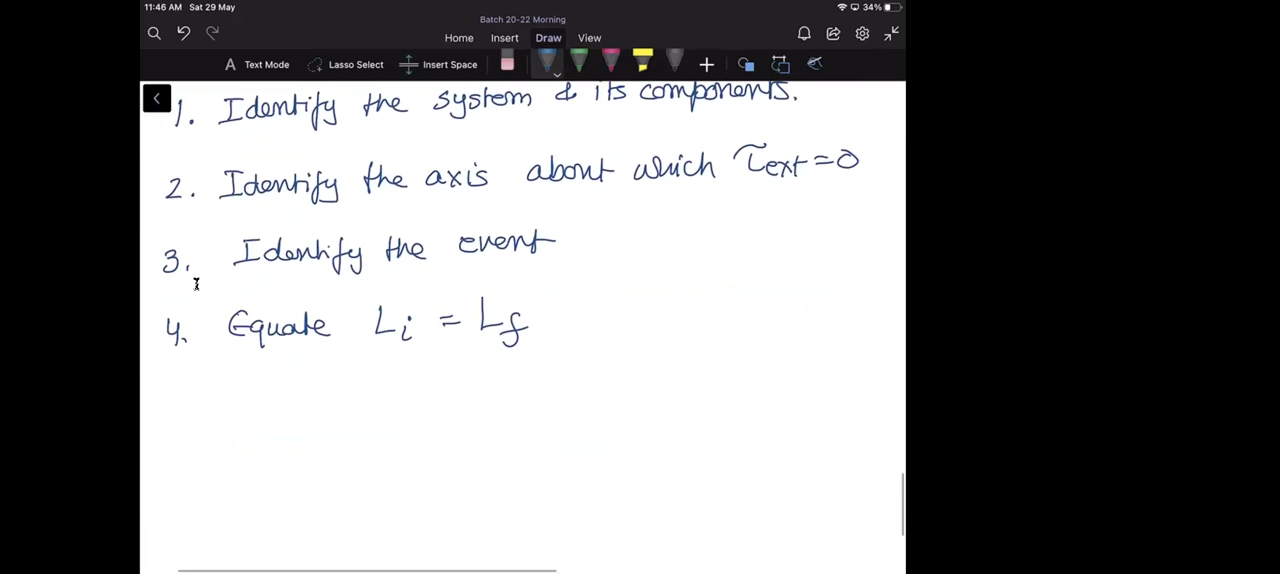 11:46 AM Sat 29 May
34%
Batch 20-22 Morning
Home Insert Draw View
Text Mode Lasso Select Insert Space
1. Identify the system & its components.
2. Identify the axis about which τext = 0
3. Identify the event
4. Equate Li = Lf